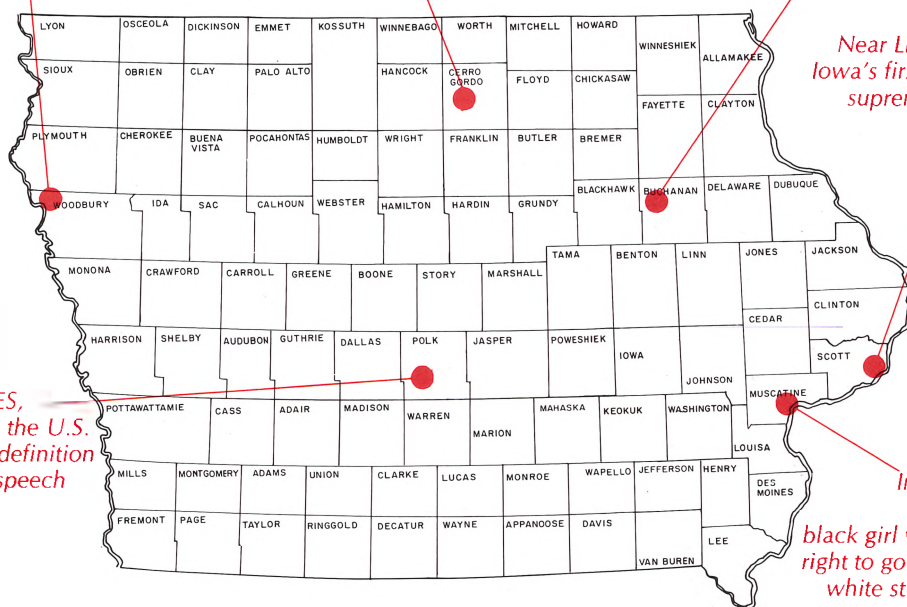 LYON
OSCEOLA
DICKINSON
EMMET
KOSSUTH
WINNEBAGO
WORTH
MITCHELL
HOWARD
WINNESHIEK
ALLAMAKEE
Near
Iowa's
SIOUX
OBRIEN
CLAY
PALO ALTO
HANCOCK
CERRO
GORDO
FLOYD
CHICKASAW
FAYETTE
CLAYTON
PLYMOUTH
CHEROKEE
BUENA
VISTA
POCAHONTAS
HUMBOLDT
WRIGHT
FRANKLIN
BUTLER
BREMER
WOODBURY
IDA
SAC
CALHOUN
WEBSTER
HAMILTON
HARDIN
GRUNDY
BLACKHAWK
BUCHANAN
DELAWARE
DUBUQUE
MONONA
CRAWFORD
CARROLL
GREENE
BOONE
STORY
MARSHALL
TAMA
BENTON
LINN
JONES
JACKSON
HARRISON
SHELBY
AUDUBON
GUTHRIE
DALLAS
POLK
JASPER
POWESHIEK
IOWA
JOHNSON
CEDAR
CLINTON
SCOTT
MUSCATINE
the U.S.
definition
speech
POTTAWATTAMIE
CASS
ADAIR
MADISON
WARREN
MARION
MAHASKA
KEOKUK
WASHINGTON
LOUISA
MILLS
MONTGOMERY
ADAMS
UNION
CLARKE
LUCAS
MONROE
WAPELLO
JEFFERSON
HENRY
DES
MOINES
FREMONT
PAGE
TAYLOR
RINGGOLD
DECATUR
WAYNE
APPANOOSE
DAVIS
VAN BUREN
LEE
black girl
right to
white